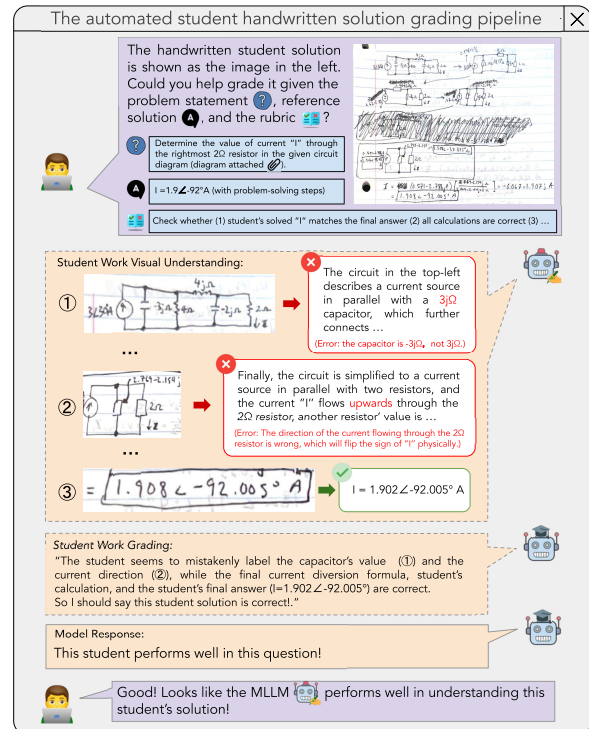 The automated student handwritten solution grading pipeline
The handwritten student solution
is shown as the image in the left.
Could you help grade it given the
problem statement ?, reference
solution A, and the rubric ?
Determine the value of current "I" through
the rightmost 2Ω resistor in the given circuit
diagram (diagram attached ).
I =1.9∠-92°A (with problem-solving steps)
Check whether (1) student's solved "I" matches the final answer (2) all calculations are correct (3) ...
Student Work Visual Understanding:
①
4jΩ
-3jΩ 4Ω -2jΩ 2Ω
↓I
The circuit in the top-left
describes a current source
in parallel with a 3jΩ
capacitor, which further
connects ...
(Error: the capacitor is -3jΩ, not 3jΩ.)
...
②
2Ω
↓I
Finally, the circuit is simplified to a current
source in parallel with two resistors, and
the current "I" flows upwards through the
2Ω resistor, another resistor' value is ...
(Error: The direction of the current flowing through the 2Ω
resistor is wrong, which will flip the sign of "I" physically.)
...
③
= 1.908 < -92.005° A
I = 1.902∠-92.005° A
Student Work Grading:
"The student seems to mistakenly label the capacitor's value (①) and the
current direction (②), while the final current diversion formula, student's
calculation, and the student's final answer (I=1.902∠-92.005°) are correct.
So I should say this student solution is correct!."
Model Response:
This student performs well in this question!
Good! Looks like the MLLM performs well in understanding this
student's solution!